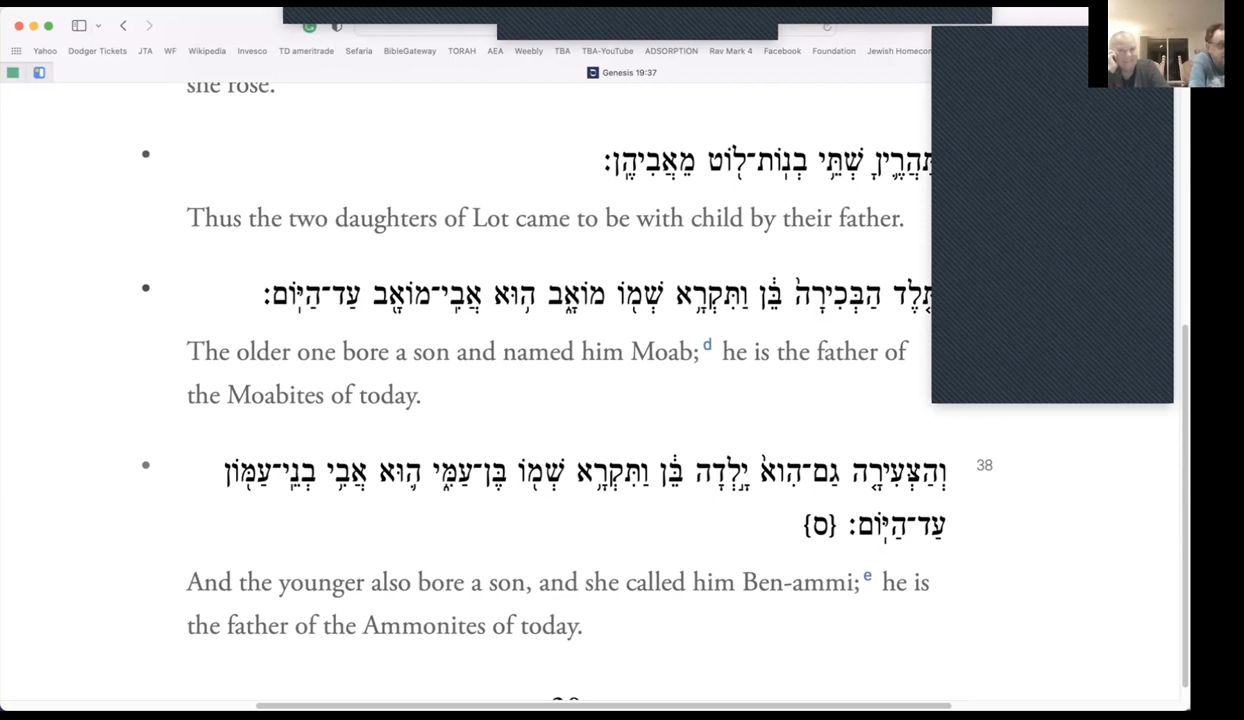 Yahoo Dodger Tickets JTA WF Wikipedia Invesco TD ameritrade Sefaria BibleGateway TORAH AEA Weebly TBA TBA-YouTube ADSORPTION Rav Mark 4 Facebook Foundation Jewish Homecon
Genesis 19:37
she rose.
תַּהֲרֶ֛יןָ שְׁתֵּ֥י בְנֽוֹת־ל֖וֹט מֵאֲבִיהֶֽן׃
Thus the two daughters of Lot came to be with child by their father.
תֵּ֤לֶד הַבְּכִירָה֙ בֵּ֔ן וַתִּקְרָ֥א שְׁמ֖וֹ מוֹאָ֑ב ה֥וּא אֲבִֽי־מוֹאָ֖ב עַד־הַיּֽוֹם׃
The older one bore a son and named him Moab;d he is the father of
the Moabites of today.
38
וְהַצְּעִירָ֤ה גַם־הִוא֙ יָ֣לְדָה בֵּ֔ן וַתִּקְרָ֥א שְׁמ֖וֹ בֶּן־עַמִּ֑י ה֛וּא אֲבִ֥י בְנֵֽי־עַמּ֖וֹן
עַד־הַיּֽוֹם׃ {ס}
And the younger also bore a son, and she called him Ben-ammi;e he is
the father of the Ammonites of today.